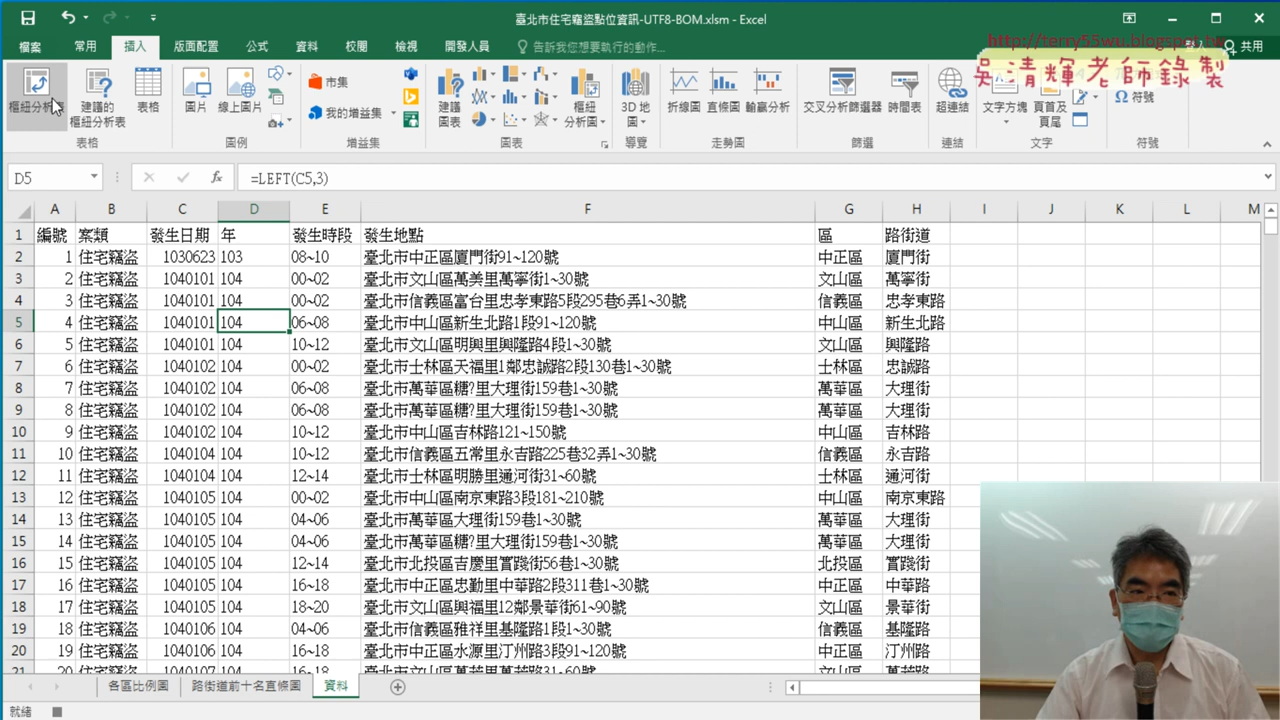 臺北市住宅竊盜點位資訊-UTF8-BOM.xlsm - Excel
http://terry55wu.blogspot.tw
吳清輝老師錄製
檔案 常用 插入 版面配置 公式 資料 校閱 檢視 開發人員 告訴我您想要執行的動作... 共用
樞紐分析 建議的樞紐分析表 表格 圖片 線上圖片 市集 我的增益集 建議圖表 樞紐分析圖 3D 地圖 折線圖 直條圖 輸贏分析 交叉分析篩選器 時間表 超連結 文字方塊 頁首及頁尾 Ω 符號
表格 圖例 增益集 圖表 導覽 走勢圖 篩選 連結 文字 符號
D5 fx =LEFT(C5,3)
A B C D E F G H I J K L M
1 編號 案類 發生日期 年 發生時段 發生地點 區 路街道
2 1 住宅竊盜 1030623 103 08~10 臺北市中正區廈門街91~120號 中正區 廈門街
3 2 住宅竊盜 1040101 104 00~02 臺北市文山區萬美里萬寧街1~30號 文山區 萬寧街
4 3 住宅竊盜 1040101 104 00~02 臺北市信義區富台里忠孝東路5段295巷6弄1~30號 信義區 忠孝東路
5 4 住宅竊盜 1040101 104 06~08 臺北市中山區新生北路1段91~120號 中山區 新生北路
6 5 住宅竊盜 1040101 104 10~12 臺北市文山區明興里興隆路4段1~30號 文山區 興隆路
7 6 住宅竊盜 1040102 104 00~02 臺北市士林區天福里1鄰忠誠路2段130巷1~30號 士林區 忠誠路
8 7 住宅竊盜 1040102 104 06~08 臺北市萬華區糖?里大理街159巷1~30號 萬華區 大理街
9 8 住宅竊盜 1040102 104 06~08 臺北市萬華區糖?里大理街159巷1~30號 萬華區 大理街
10 9 住宅竊盜 1040102 104 10~12 臺北市中山區吉林路121~150號 中山區 吉林路
11 10 住宅竊盜 1040104 104 10~12 臺北市信義區五常里永吉路225巷32弄1~30號 信義區 永吉路
12 11 住宅竊盜 1040104 104 12~14 臺北市士林區明勝里通河街31~60號 士林區 通河街
13 12 住宅竊盜 1040105 104 00~02 臺北市中山區南京東路3段181~210號 中山區 南京東路
14 13 住宅竊盜 1040105 104 04~06 臺北市萬華區大理街159巷1~30號 萬華區 大理街
15 14 住宅竊盜 1040105 104 04~06 臺北市萬華區糖?里大理街159巷1~30號 萬華區 大理街
16 15 住宅竊盜 1040105 104 12~14 臺北市北投區吉慶里實踐街56巷1~30號 北投區 實踐街
17 16 住宅竊盜 1040105 104 16~18 臺北市中正區忠勤里中華路2段311巷1~30號 中正區 中華路
18 17 住宅竊盜 1040105 104 18~20 臺北市文山區興福里12鄰景華街61~90號 文山區 景華街
19 18 住宅竊盜 1040106 104 04~06 臺北市信義區雅祥里基隆路1段1~30號 信義區 基隆路
20 19 住宅竊盜 1040106 104 16~18 臺北市中正區水源里汀州路3段91~120號 中正區 汀州路
21 20 住宅竊盜 1040107 104 16~18
各區比例圖 路街道前十名直條圖 資料
就緒